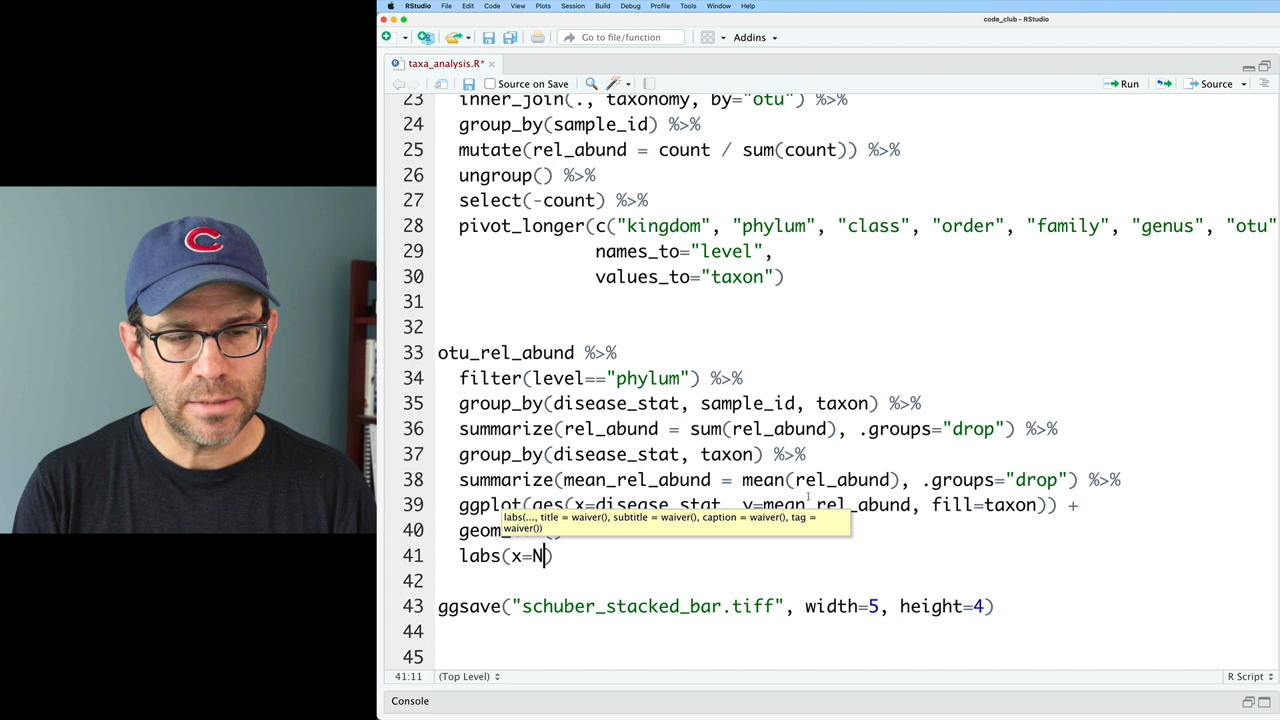 RStudio File Edit Code View Plots Session Build Debug Profile Tools Window Help
code_club - RStudio
Go to file/function Addins
taxa_analysis.R*
Source on Save Run Source
23 inner_join(., taxonomy, by="otu") %>%
24 group_by(sample_id) %>%
25 mutate(rel_abund = count / sum(count)) %>%
26 ungroup() %>%
27 select(-count) %>%
28 pivot_longer(c("kingdom", "phylum", "class", "order", "family", "genus", "otu"
29 names_to="level",
30 values_to="taxon")
31
32
33 otu_rel_abund %>%
34 filter(level=="phylum") %>%
35 group_by(disease_stat, sample_id, taxon) %>%
36 summarize(rel_abund = sum(rel_abund), .groups="drop") %>%
37 group_by(disease_stat, taxon) %>%
38 summarize(mean_rel_abund = mean(rel_abund), .groups="drop") %>%
39 ggplot(aes(x=disease_stat, y=mean_rel_abund, fill=taxon)) +
labs(..., title = waiver(), subtitle = waiver(), caption = waiver(), tag =
waiver())
40 geom
41 labs(x=N)
42
43 ggsave("schuber_stacked_bar.tiff", width=5, height=4)
44
45
41:11 (Top Level) R Script
Console